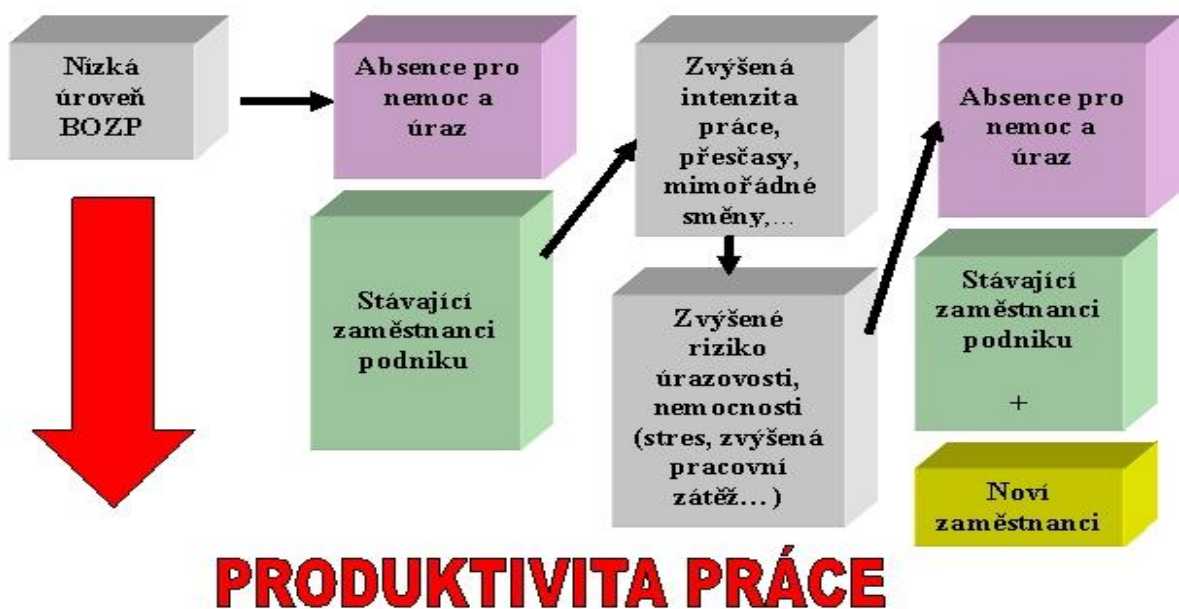 Nízká
úroveň
BOZP
Absence pro
nemoc a
úraz
Stávající
zaměstnanci
podniku
Zvýšená
intenzita
práce,
přesčasy,
mimořádné
směny,...
Zvýšené
riziko
úrazovosti,
nemocnosti
(stres, zvýšená
pracovní
zátěž...)
Absence pro
nemoc a
úraz
Stávající
zaměstnanci
podniku
+
Noví
zaměstnanci
PRODUKTIVITA PRÁCE